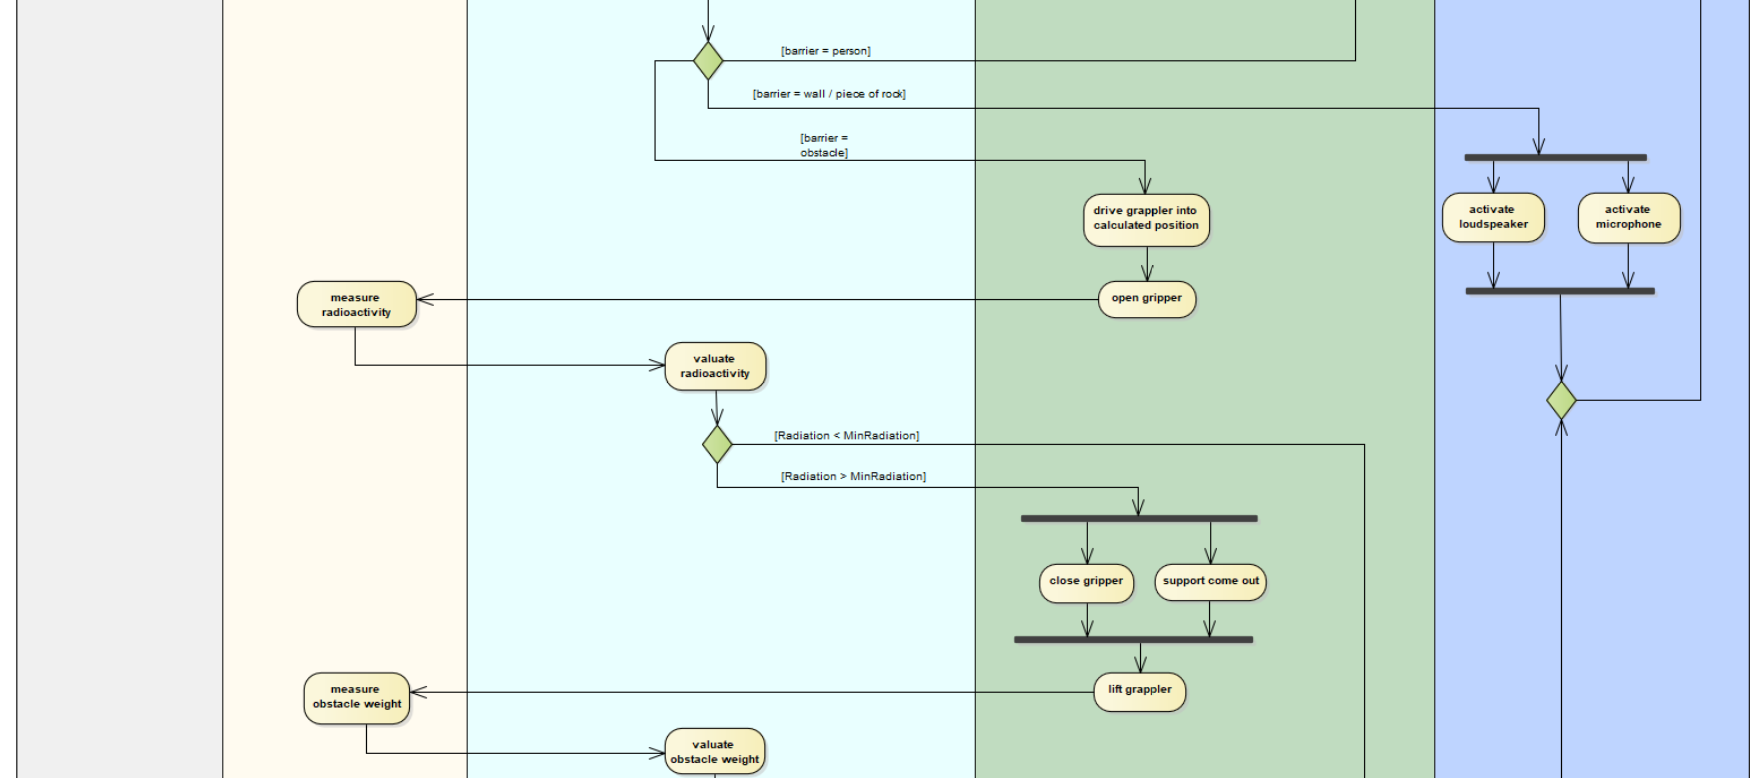 [barrier = person]
[barrier = wall / piece of rock]
[barrier =
obstacle]
drive grappler into
calculated position
activate
loudspeaker
activate
microphone
measure
radioactivity
open gripper
valuate
radioactivity
[Radiation < MinRadiation]
[Radiation > MinRadiation]
close gripper
support come out
measure
obstacle weight
lift grappler
valuate
obstacle weight